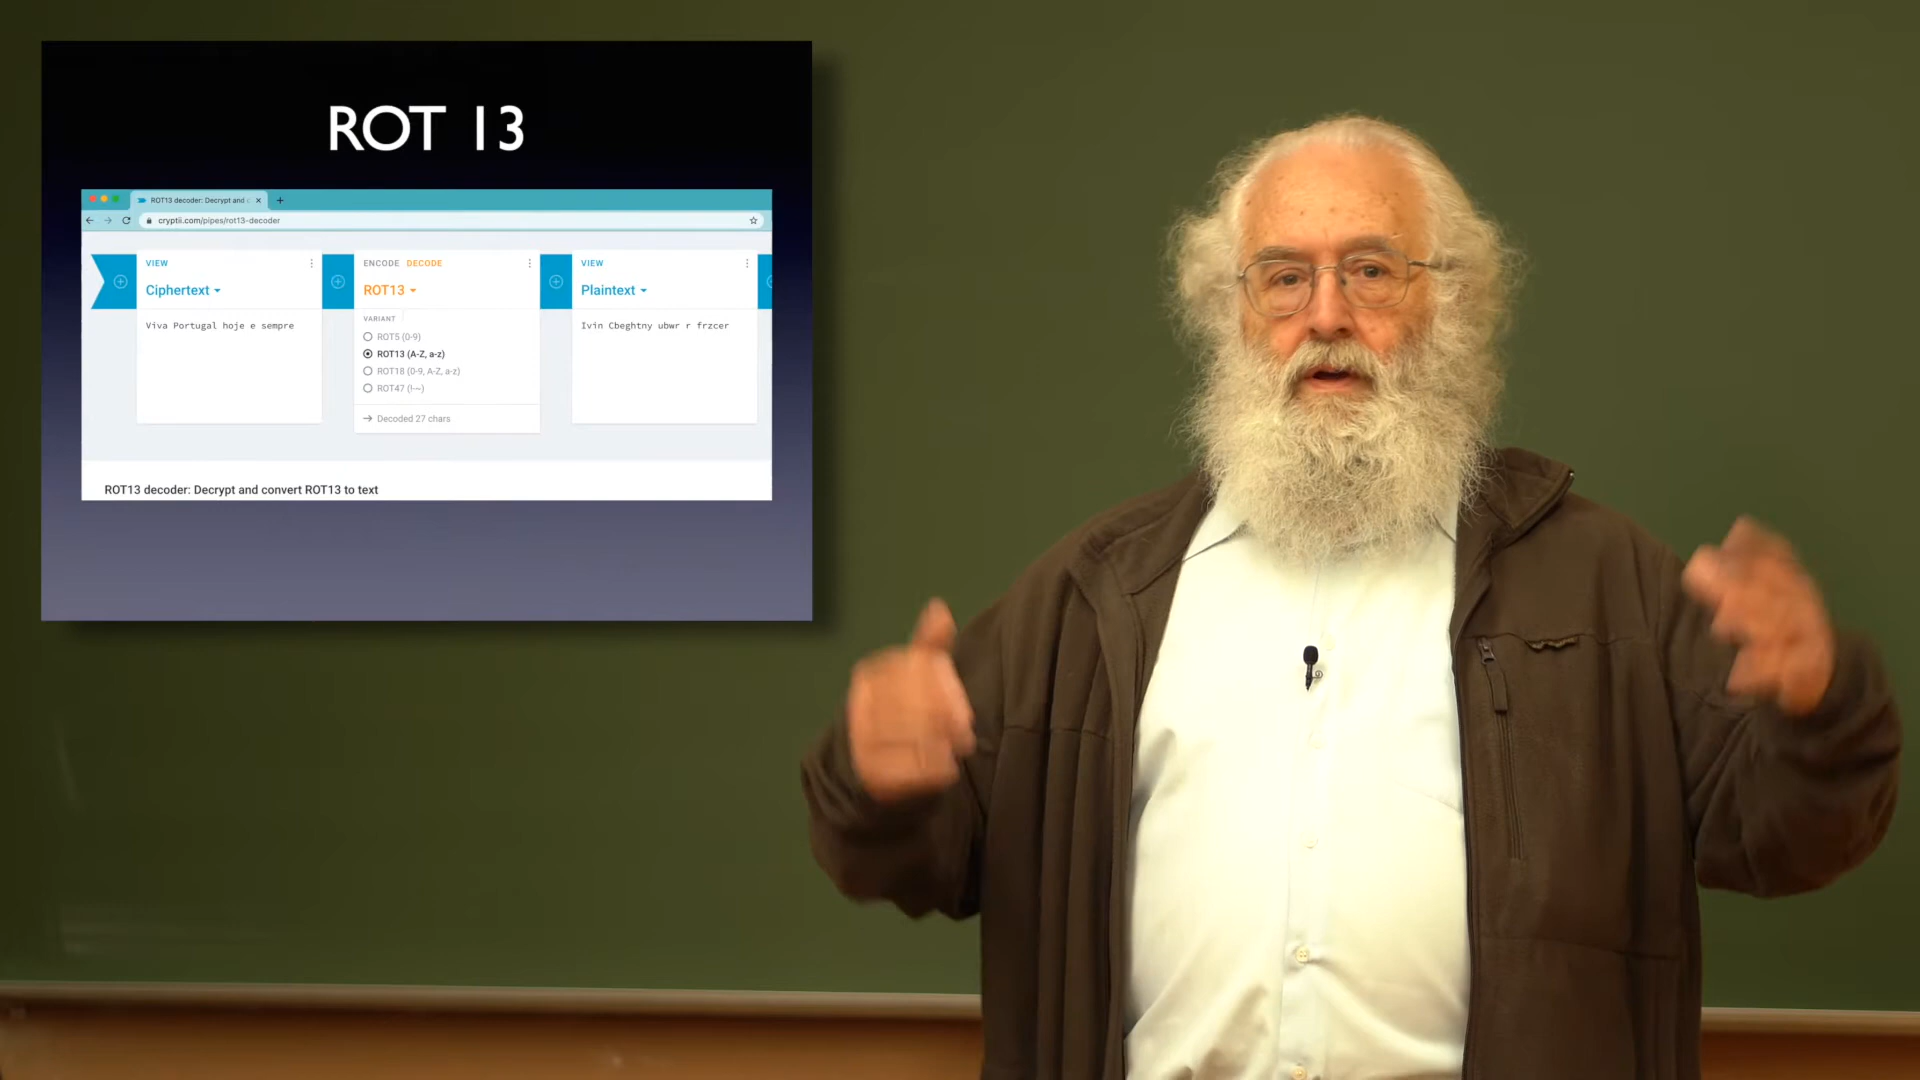 ROT 13
ROT13 decoder: Decrypt and c
cryptii.com/pipes/rot13-decoder
VIEW
Ciphertext
Viva Portugal hoje e sempre
ENCODE DECODE
ROT13
VARIANT
ROT5 (0-9)
ROT13 (A-Z, a-z)
ROT18 (0-9, A-Z, a-z)
ROT47 (!-~)
Decoded 27 chars
VIEW
Plaintext
Ivin Cbeghtny ubwr r frzcer
ROT13 decoder: Decrypt and convert ROT13 to text